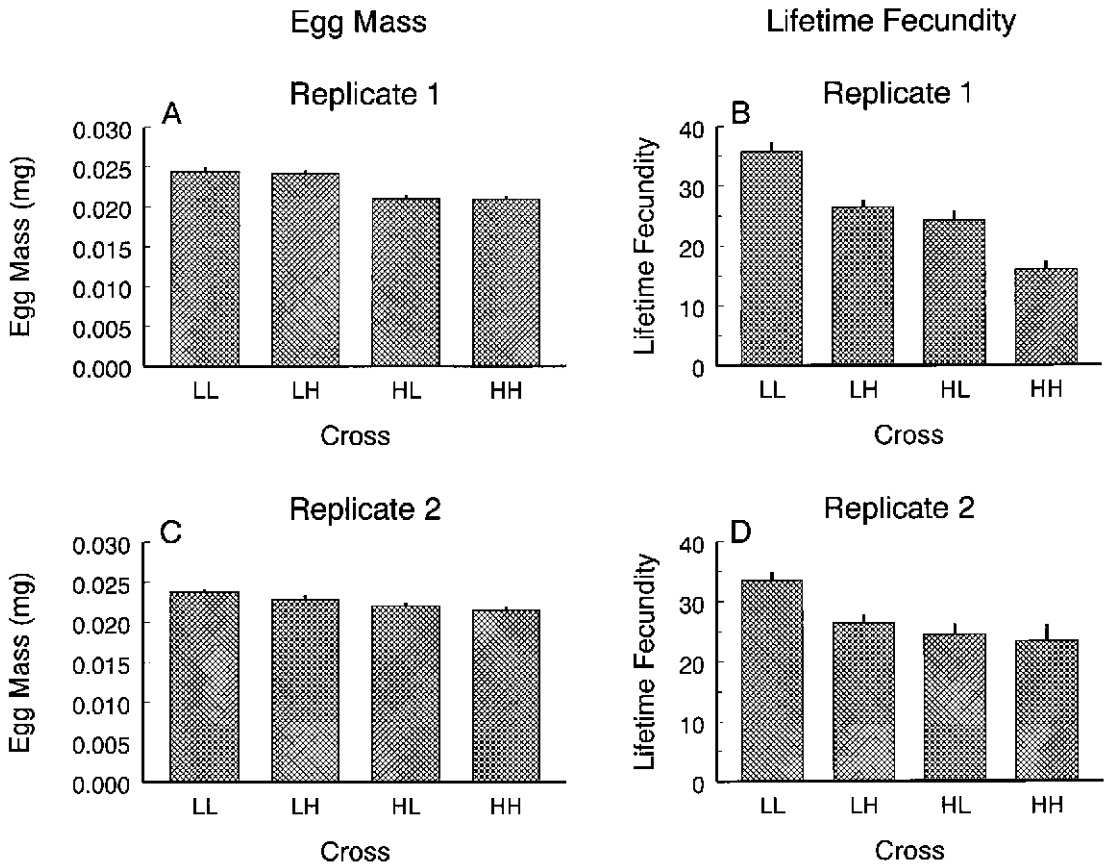 Egg Mass
Lifetime Fecundity
A
Replicate 1
Egg Mass (mg)
0.030
0.025
0.020
0.015
0.010
0.005
0.000
LL LH HL HH
Cross
B
Replicate 1
Lifetime Fecundity
40
30
20
10
0
LL LH HL HH
Cross
C
Replicate 2
Egg Mass (mg)
0.030
0.025
0.020
0.015
0.010
0.005
0.000
LL LH HL HH
Cross
D
Replicate 2
Lifetime Fecundity
40
30
20
10
0
LL LH HL HH
Cross